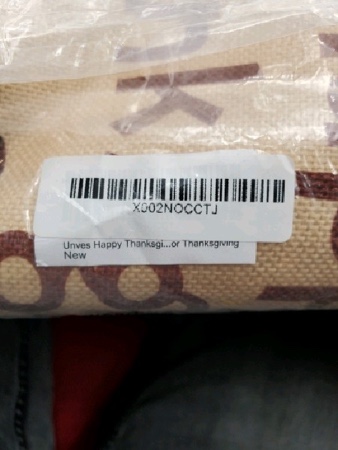 X002NOCCTJ
Unves Happy Thanksgi...or Thanksgiving
New